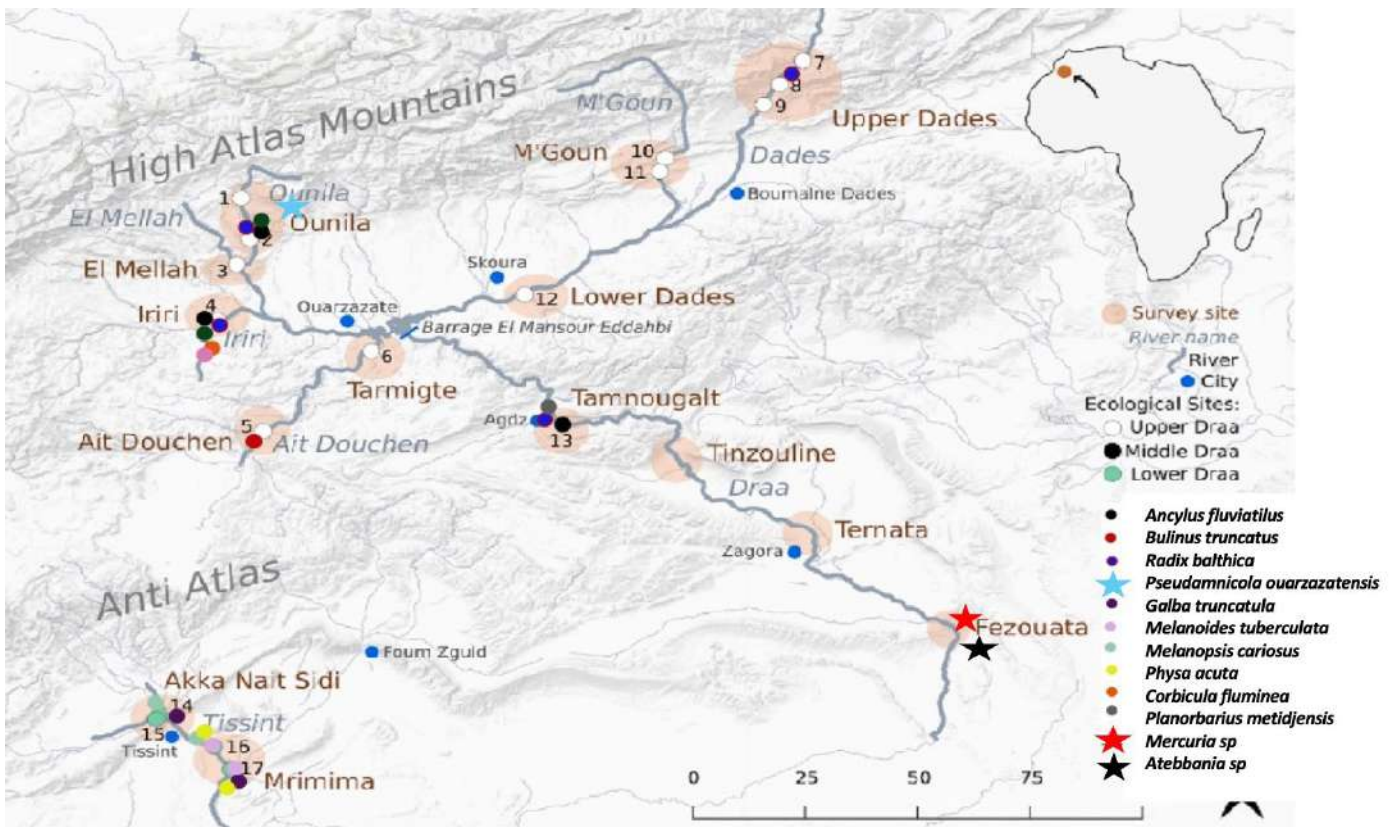 High Atlas Mountains
M'Goun
7
8
9
Upper Dades
M'Goun
10
11
Dades
Boumalne Dades
1
Ounila
El Mellah
Ounila
2
El Mellah
3
Skoura
Iriri
4
Iriri
Ouarzazate
12
Lower Dades
Barrage El Mansour Eddahbi
6
Tarmigte
Tamnougalt
Agdz
13
5
Ait Douchen
Ait Douchen
Tinzouline
Draa
Ternata
Zagora
Anti Atlas
Fezouata
Foum Zguid
Akka Nait Sidi
14
Tissint
15
Tissint
16
17
Mrimima
Survey site
River name
River
City
Ecological Sites:
Upper Draa
Middle Draa
Lower Draa
Ancylus fluviatilus
Bulinus truncatus
Radix balthica
Pseudamnicola ouarzazatensis
Galba truncatula
Melanoides tuberculata
Melanopsis cariosus
Physa acuta
Corbicula fluminea
Planorbarius metidjensis
Mercuria sp
Atebbania sp
0 25 50 75